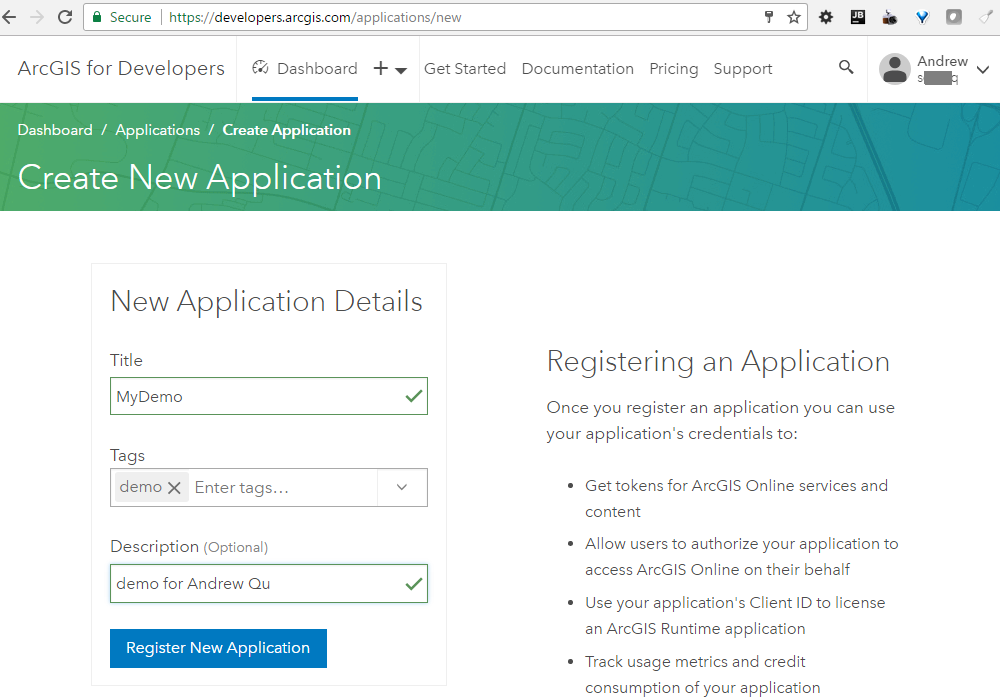 Secure https://developers.arcgis.com/applications/new
JB
ArcGIS for Developers Dashboard Get Started Documentation Pricing Support Andrew
Dashboard / Applications / Create Application
Create New Application
New Application Details
Title
MyDemo
Tags
demo Enter tags...
Description (Optional)
demo for Andrew Qu
Register New Application
Registering an Application
Once you register an application you can use
your application's credentials to:
• Get tokens for ArcGIS Online services and
content
• Allow users to authorize your application to
access ArcGIS Online on their behalf
• Use your application's Client ID to license
an ArcGIS Runtime application
• Track usage metrics and credit
consumption of your application